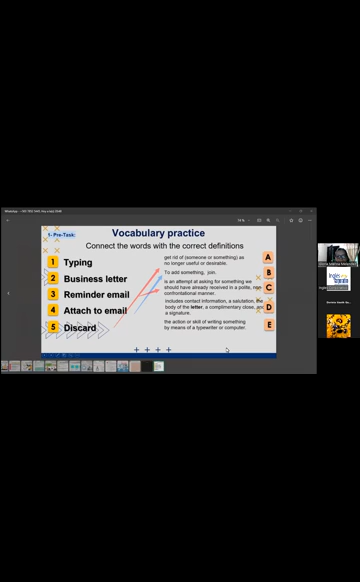 1- Pre-Task:
Vocabulary practice
Connect the words with the correct definitions
1 Typing
2 Business letter
3 Reminder email
4 Attach to email
5 Discard
get rid of (someone or something) as
no longer useful or desirable.
A
To add something, join.
B
is an attempt at asking for something we
should have already received in a polite, non
confrontational manner.
C
includes contact information, a salutation, the
body of the letter, a complimentary close, and
a signature.
D
the action or skill of writing something
by means of a typewriter or computer.
E